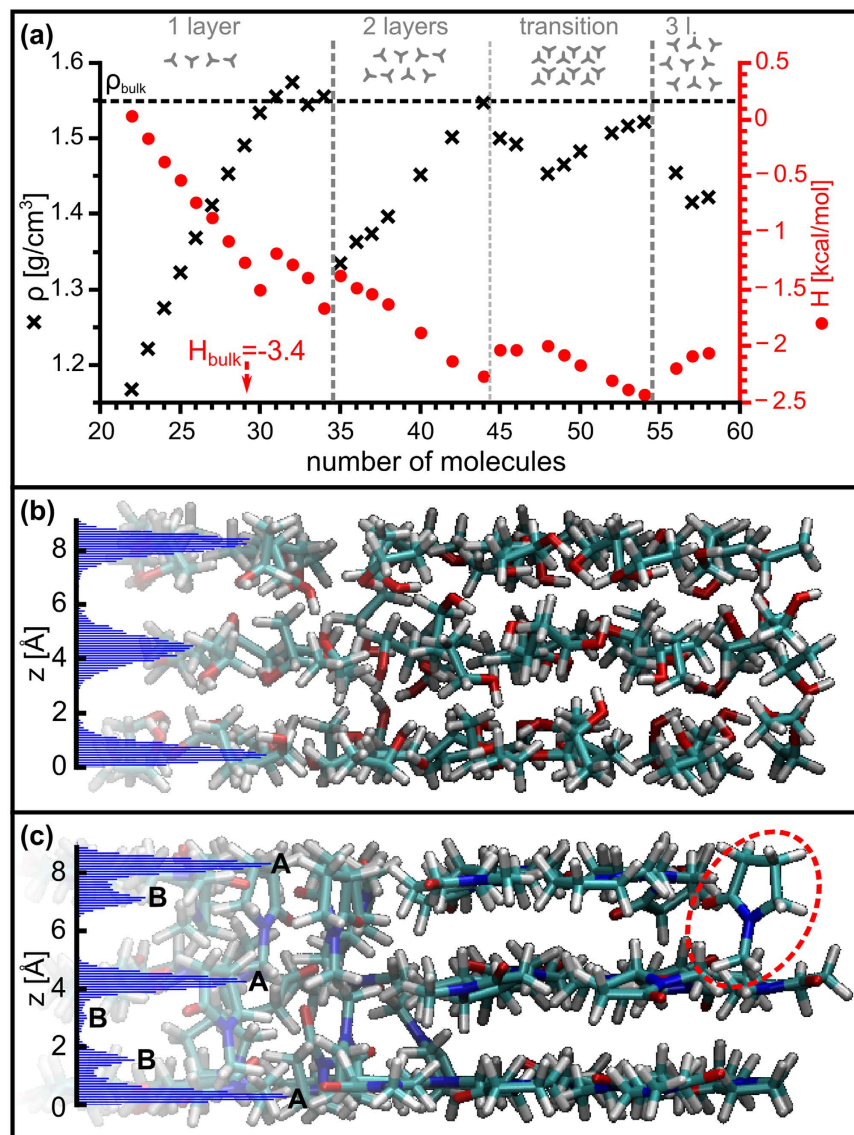 (a)
1 layer
2 layers
transition
3 l.
ρbulk
1.6
1.5
1.4
1.3
1.2
0.5
0
−0.5
−1
−1.5
−2
−2.5
× ρ [g/cm³]
H [kcal/mol]
Hbulk=-3.4
20 25 30 35 40 45 50 55 60
number of molecules
(b)
8
6
4
2
0
z [Å]
(c)
8
6
4
2
0
z [Å]
A
B
A
B
B
A